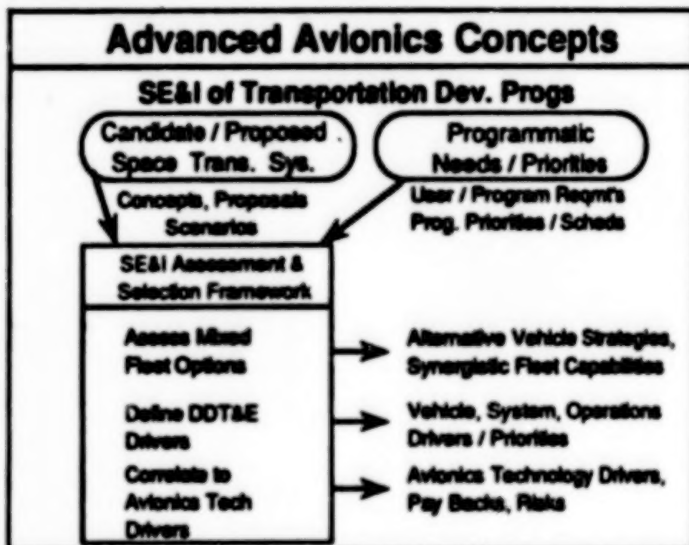 Advanced Avionics Concepts
SE&I of Transportation Dev. Progs
Candidate / Proposed
Space Trans. Sys.
Programmatic
Needs / Priorities
Concepts, Proposals
Scenarios
User / Program Reqmt's
Prog. Priorities / Scheds
SE&I Assessment &
Selection Framework
Assess Mixed
Fleet Options
Alternative Vehicle Strategies,
Synergistic Fleet Capabilities
Define DDT&E
Drivers
Vehicle, System, Operations
Drivers / Priorities
Correlate to
Avionics Tech
Drivers
Avionics Technology Drivers,
Pay Backs, Risks